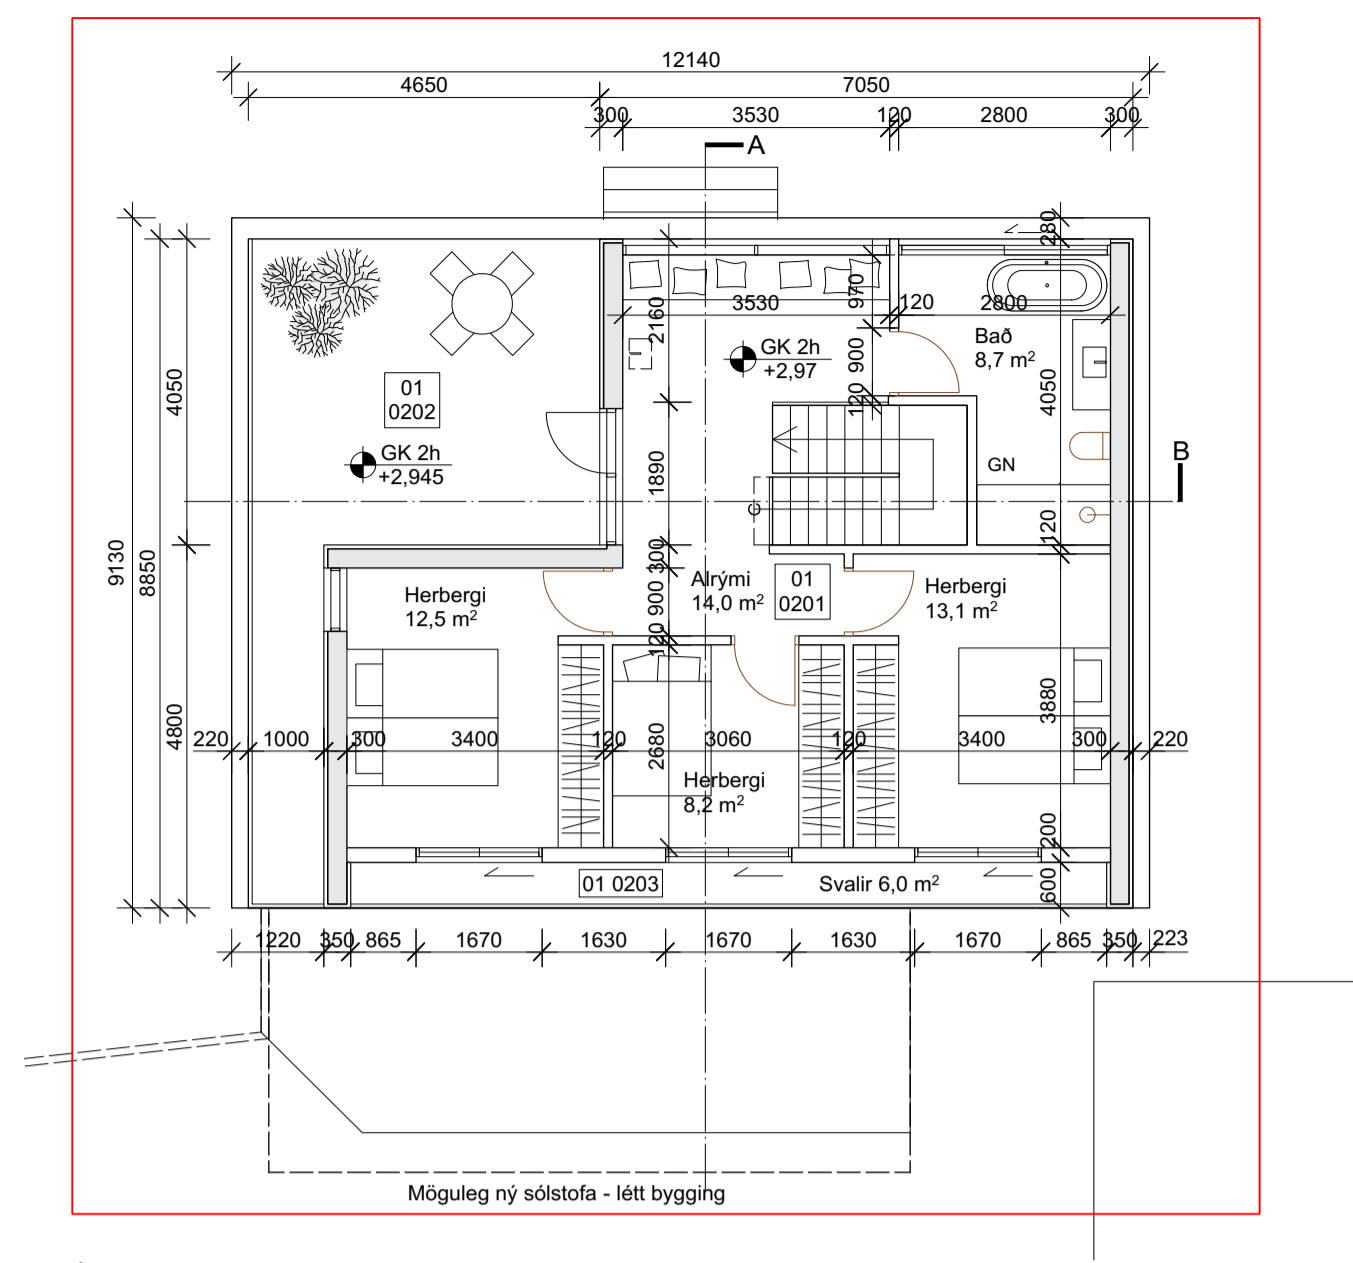 12140
4650 7050
300 3530 120 2800 300
A
280
970
3530 120 2800
2160
GK 2h
+2,97
900
Bað
8,7 m²
01
0202
4050
120
4050
GK 2h
+2,945
1890
GN
B
C
9130
8850
120
300
Herbergi
12,5 m²
900
Alrými
14,0 m²
01
0201
Herbergi
13,1 m²
120
4800
3880
220 1000 300 3400 120 3060 120 3400 300 220
2680
Herbergi
8,2 m²
200
01 0203
Svalir 6,0 m²
600
1220 350 865 1670 1630 1670 1630 1670 865 350 223
Möguleg ný sólstofa - létt bygging